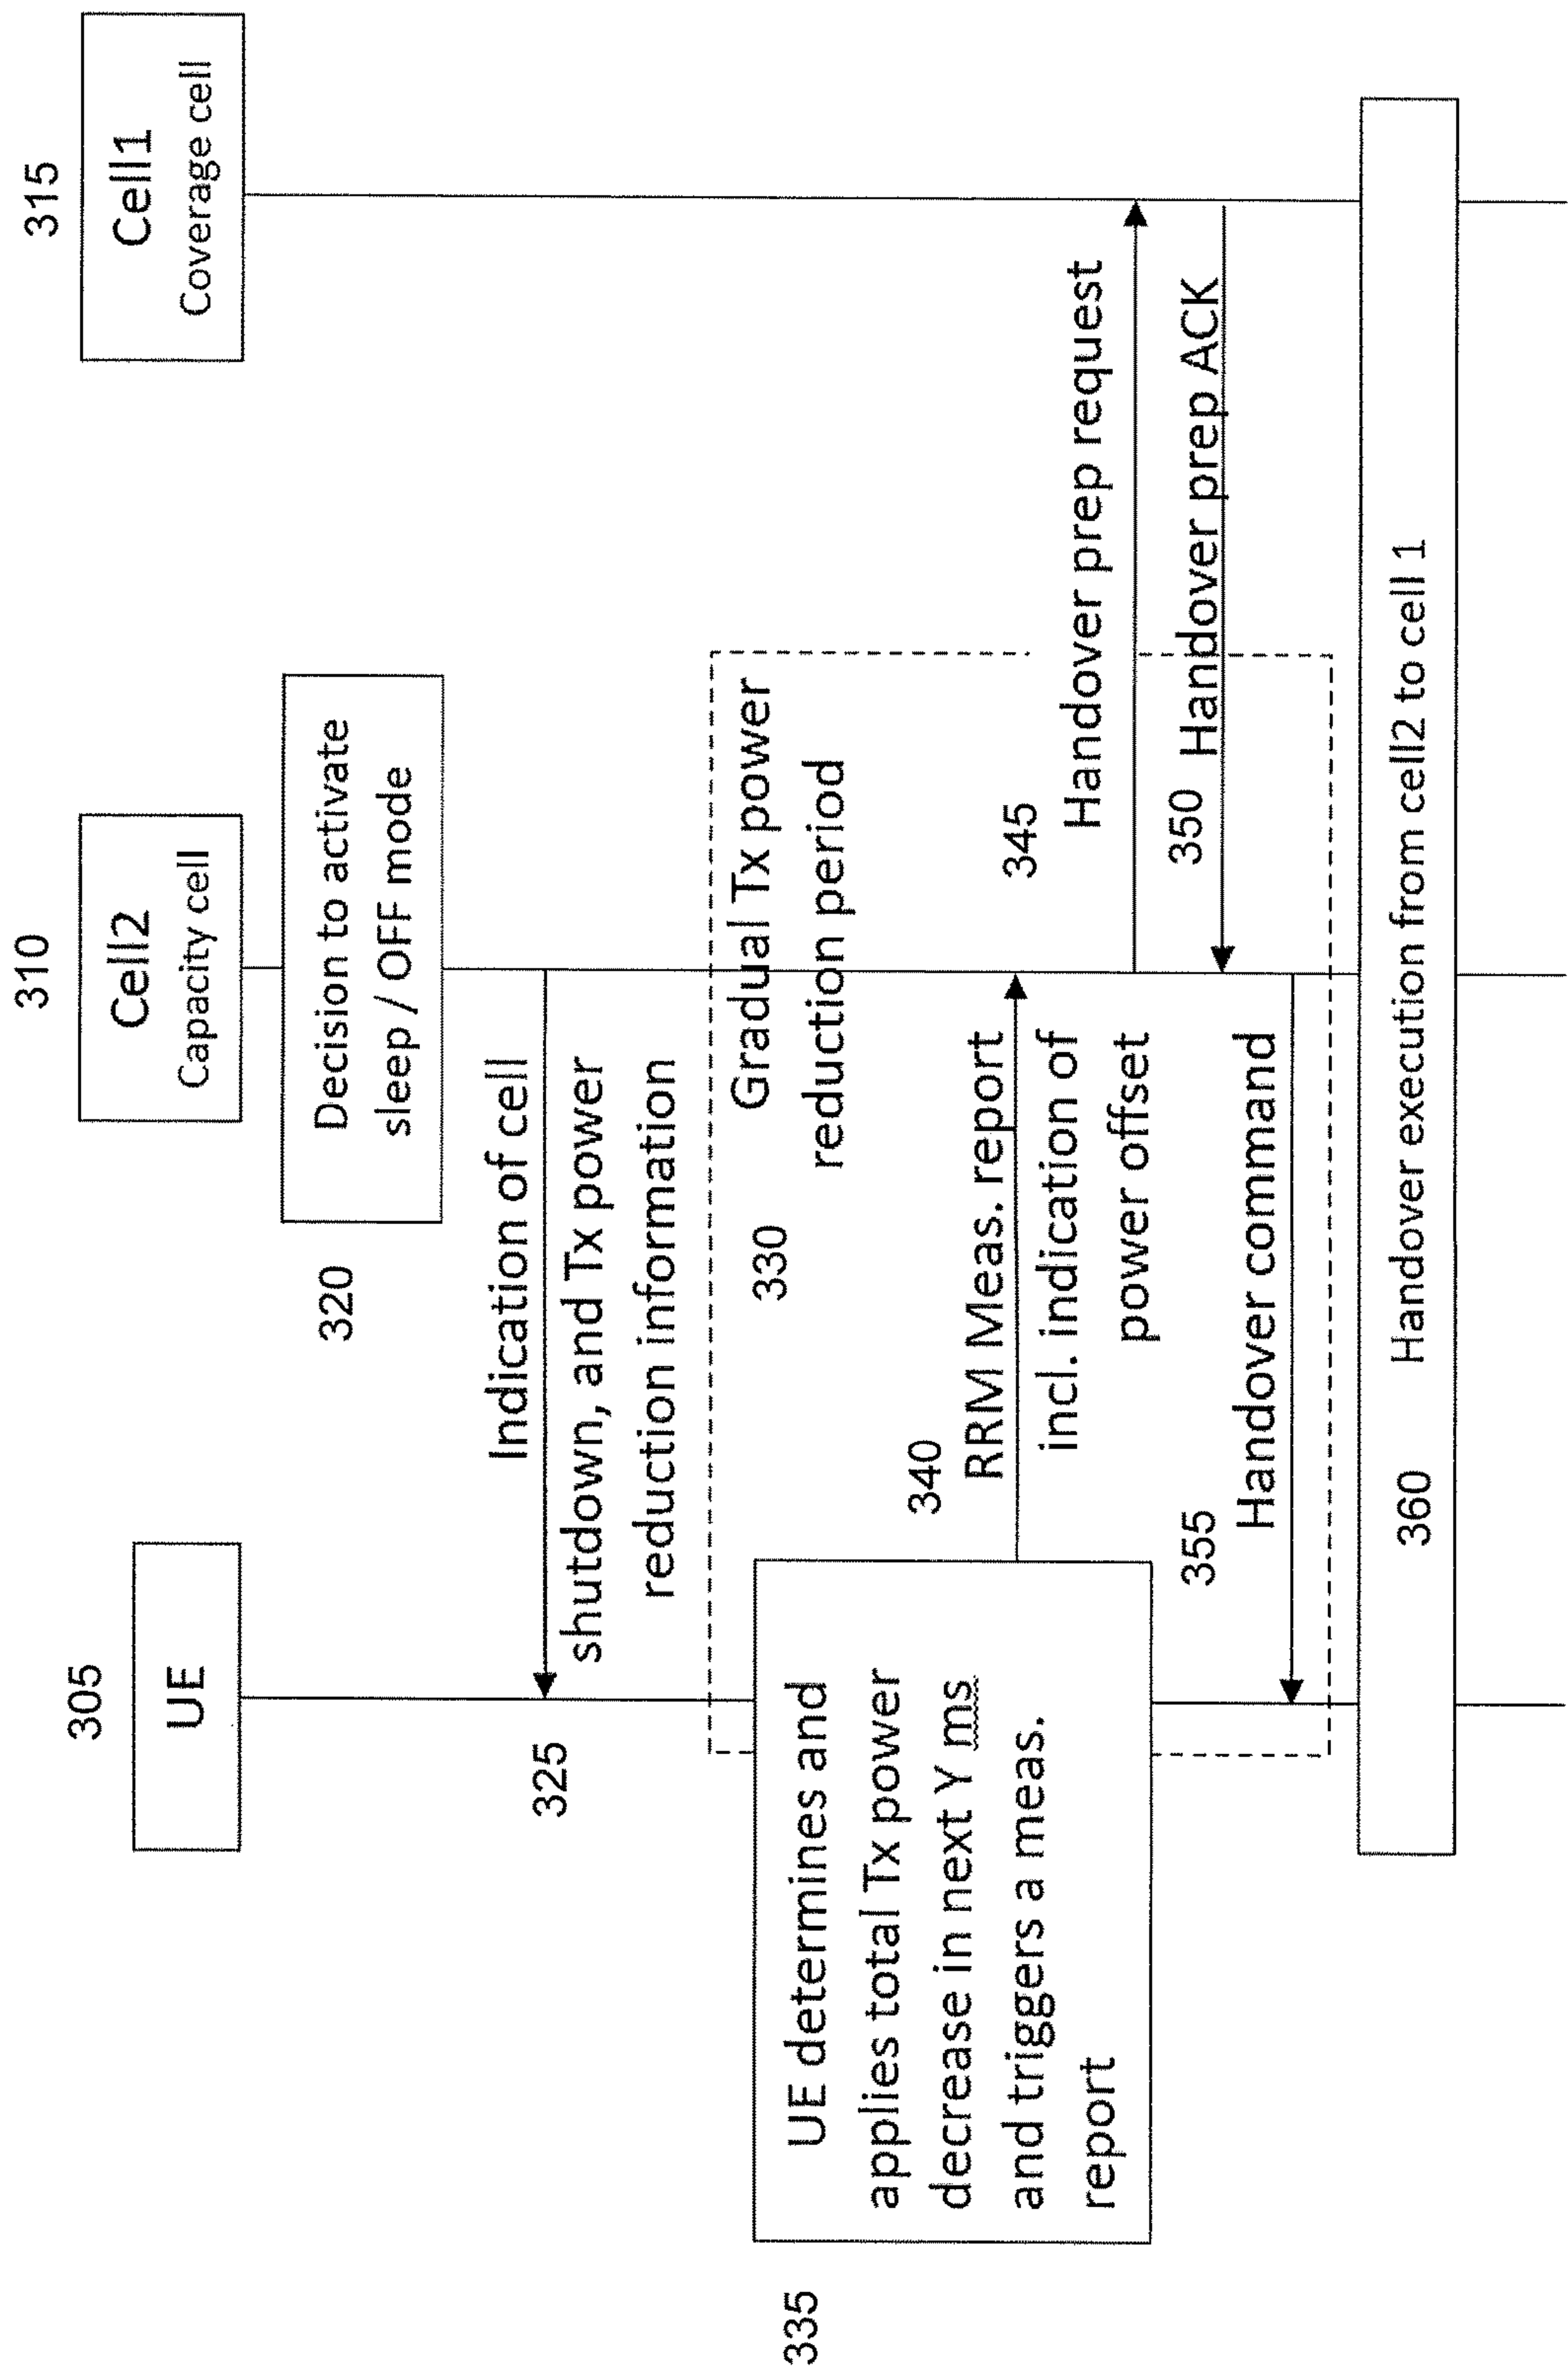 305
UE
310
Cell2
Capacity cell
315
Cell1
Coverage cell
320
Decision to activate
sleep / OFF mode
325
Indication of cell
shutdown, and Tx power
reduction information
330
Gradual Tx power
reduction period
335
UE determines and
applies total Tx power
decrease in next Y ms
and triggers a meas.
report
340
RRM Meas. report
incl. indication of
power offset
345
Handover prep request
350
Handover prep ACK
355
Handover command
360
Handover execution from cell2 to cell 1